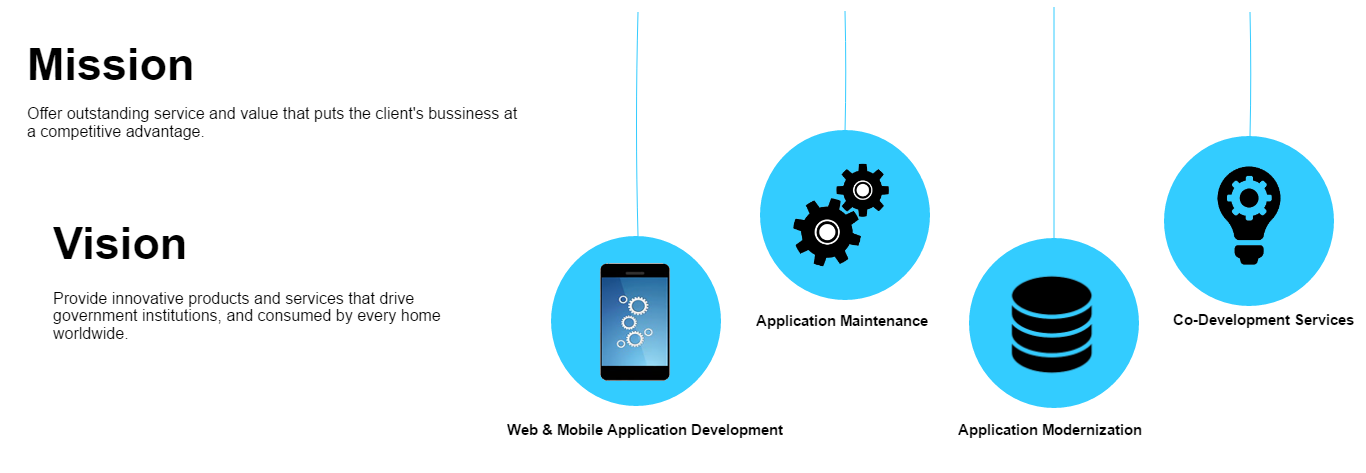 Mission
Offer outstanding service and value that puts the client's bussiness at
a competitive advantage.
Vision
Provide innovative products and services that drive
government institutions, and consumed by every home
worldwide.
Web & Mobile Application Development
Application Maintenance
Application Modernization
Co-Development Services